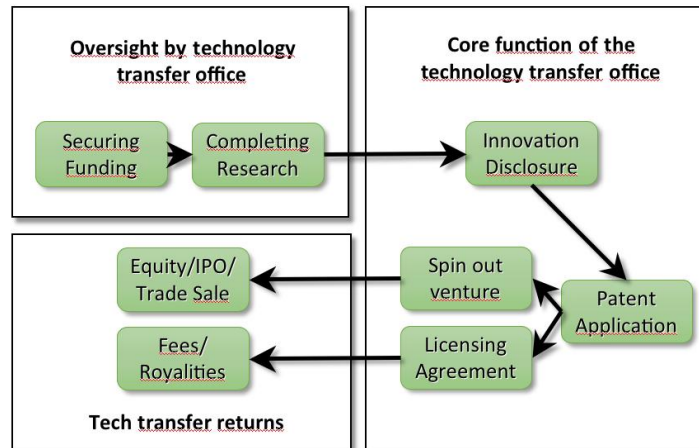 Oversight by technology
transfer office
Securing
Funding
Completing
Research
Core function of the
technology transfer office
Innovation
Disclosure
Patent
Application
Spin out
venture
Licensing
Agreement
Equity/IPO/
Trade Sale
Fees/
Royalities
Tech transfer returns